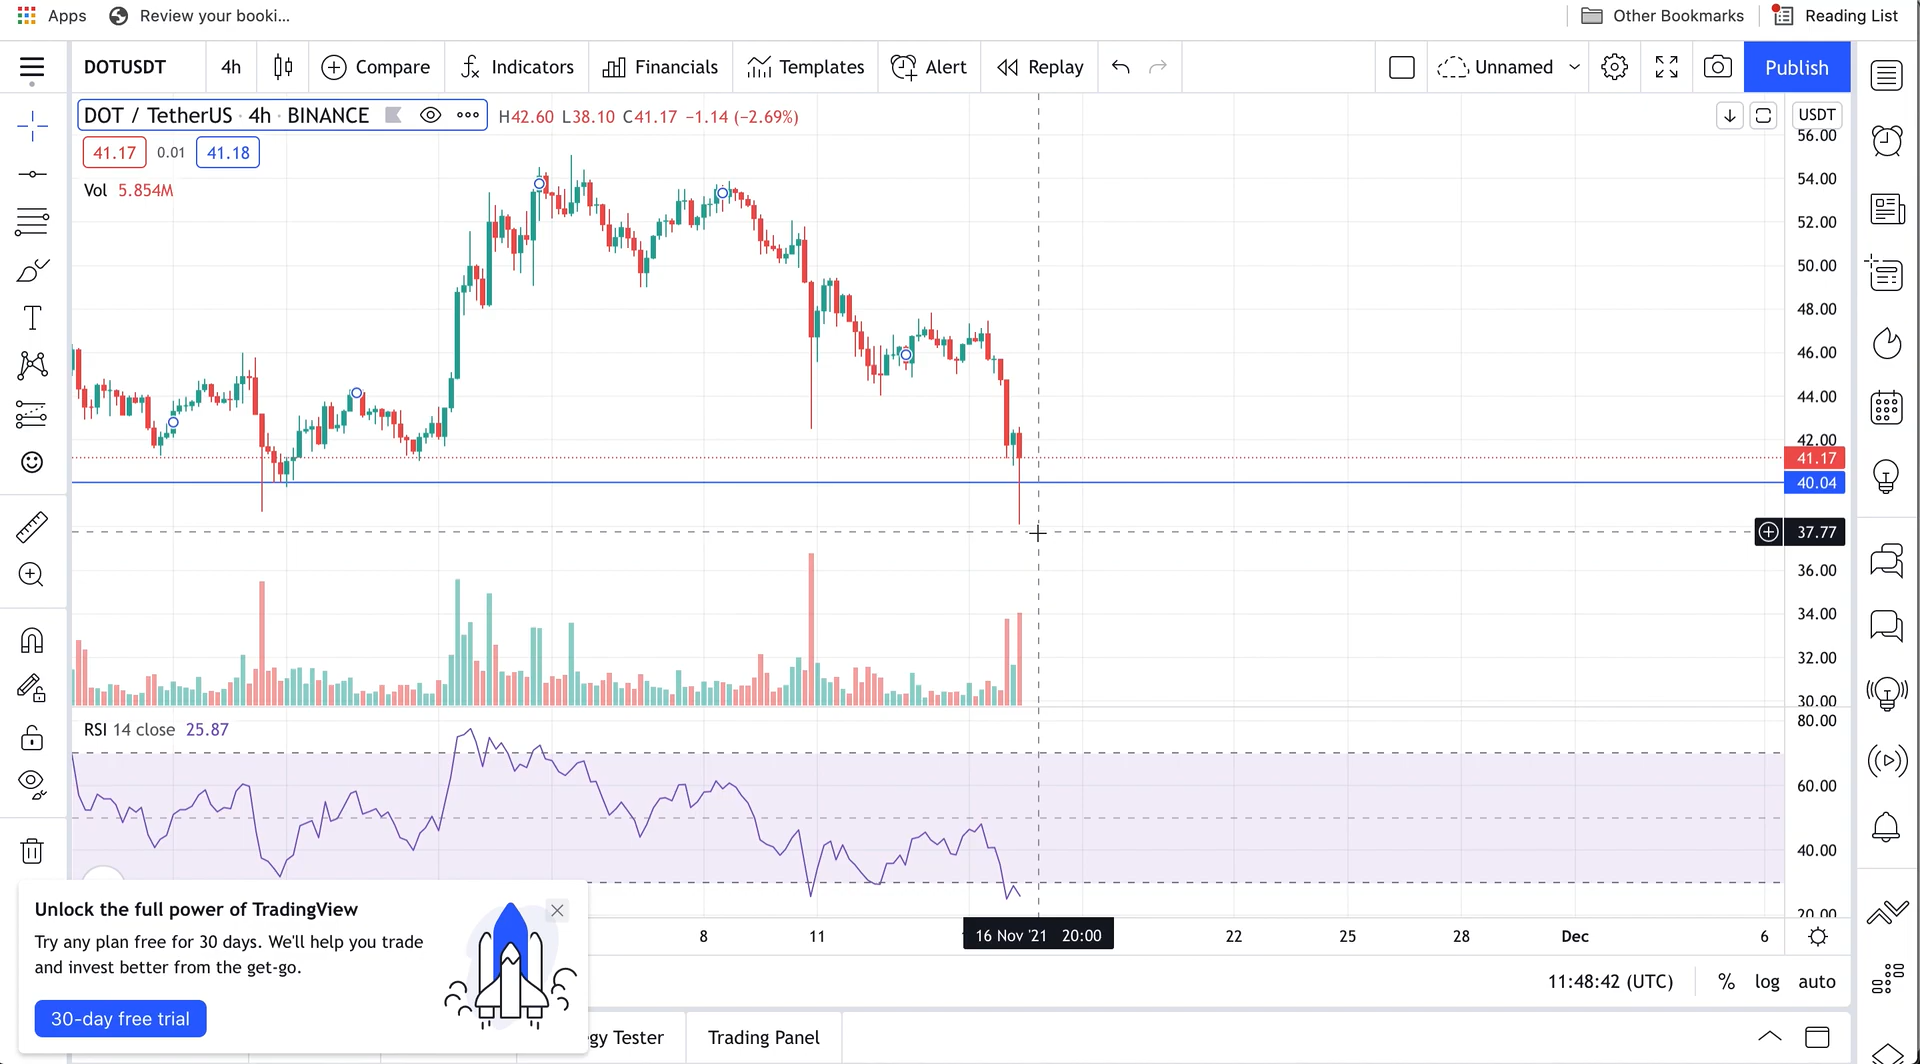 Apps Review your booki... Other Bookmarks Reading List
DOTUSDT 4h Compare Indicators Financials Templates Alert Replay Unnamed Publish
DOT / TetherUS · 4h · BINANCE H42.60 L38.10 C41.17 −1.14 (−2.69%) USDT
41.17 0.01 41.18
Vol 5.854M
56.00
54.00
52.00
50.00
48.00
46.00
44.00
42.00
41.17
40.04
37.77
36.00
34.00
32.00
30.00
RSI 14 close 25.87
80.00
60.00
40.00
20.00
8 11 16 Nov '21 20:00 22 25 28 Dec 6
Unlock the full power of TradingView
Try any plan free for 30 days. We'll help you trade
and invest better from the get-go.
30-day free trial
11:48:42 (UTC) % log auto
gy Tester Trading Panel